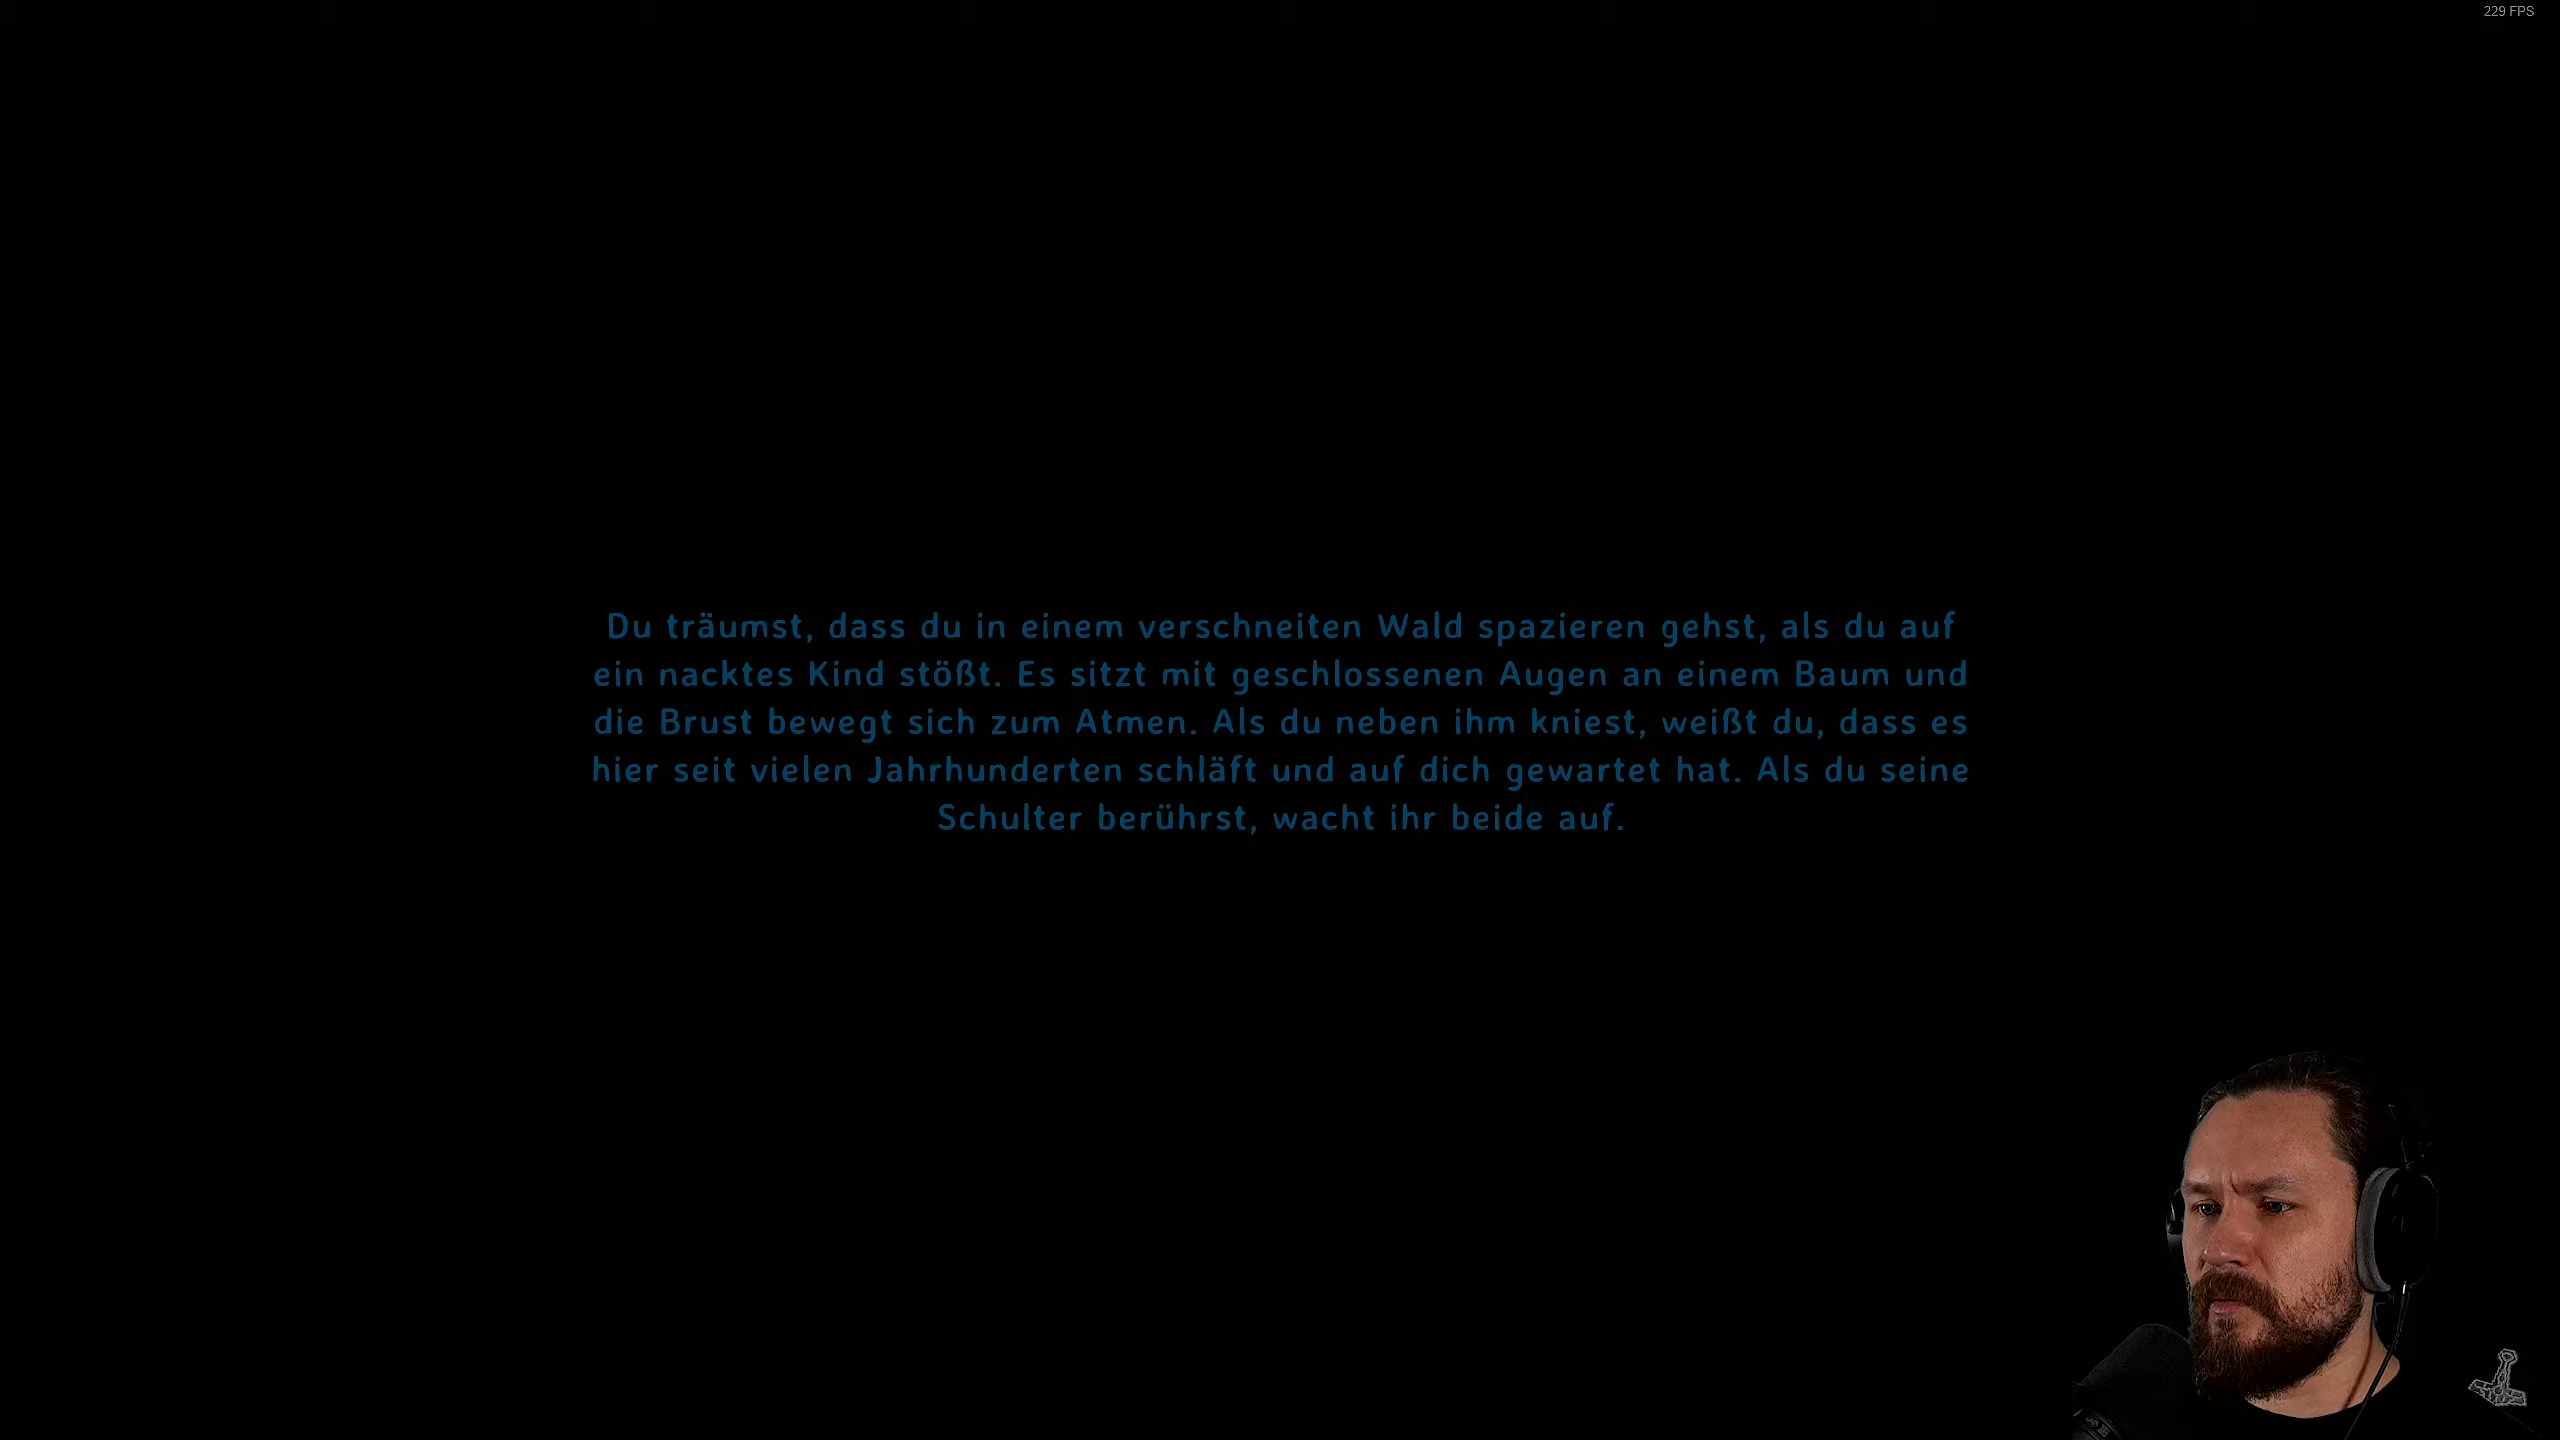 229 FPS
Du träumst, dass du in einem verschneiten Wald spazieren gehst, als du auf
ein nacktes Kind stößt. Es sitzt mit geschlossenen Augen an einem Baum und
die Brust bewegt sich zum Atmen. Als du neben ihm kniest, weißt du, dass es
hier seit vielen Jahrhunderten schläft und auf dich gewartet hat. Als du seine
Schulter berührst, wacht ihr beide auf.